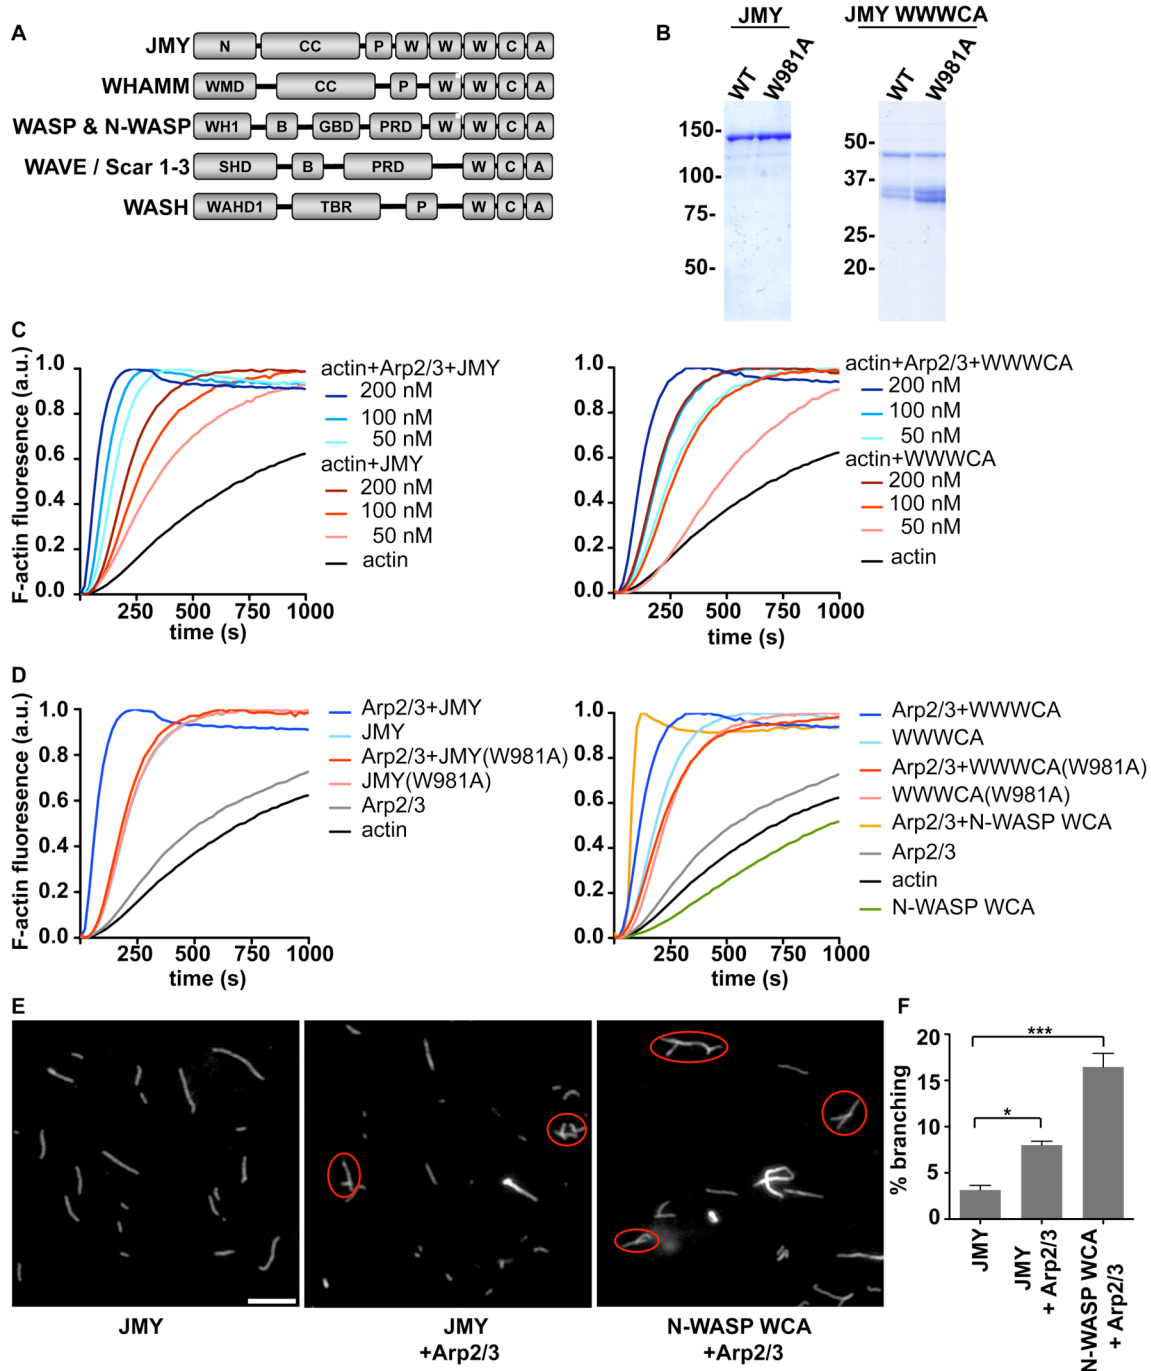 A
JMY N CC P W W W C A
WHAMM WMD CC P W W C A
WASP & N-WASP WH1 B GBD PRD W W C A
WAVE / Scar 1-3 SHD B PRD W C A
WASH WAHD1 TBR P W C A
B
JMY
WT W981A
150-
100-
75-
50-
JMY WWWCA
WT W981A
50-
37-
25-
20-
C
F-actin fluoresence (a.u.)
1.0
0.8
0.6
0.4
0.2
0.0
250 500 750 1000
time (s)
actin+Arp2/3+JMY
200 nM
100 nM
50 nM
actin+JMY
200 nM
100 nM
50 nM
actin
1.0
0.8
0.6
0.4
0.2
0.0
250 500 750 1000
time (s)
actin+Arp2/3+WWWCA
200 nM
100 nM
50 nM
actin+WWWCA
200 nM
100 nM
50 nM
actin
D
F-actin fluoresence (a.u.)
1.0
0.8
0.6
0.4
0.2
0.0
250 500 750 1000
time (s)
Arp2/3+JMY
JMY
Arp2/3+JMY(W981A)
JMY(W981A)
Arp2/3
actin
1.0
0.8
0.6
0.4
0.2
0.0
250 500 750 1000
time (s)
Arp2/3+WWWCA
WWWCA
Arp2/3+WWWCA(W981A)
WWWCA(W981A)
Arp2/3+N-WASP WCA
Arp2/3
actin
N-WASP WCA
E
JMY
JMY
+Arp2/3
N-WASP WCA
+Arp2/3
F
% branching
20
15
10
5
0
***
*
JMY
JMY
+ Arp2/3
N-WASP WCA
+ Arp2/3